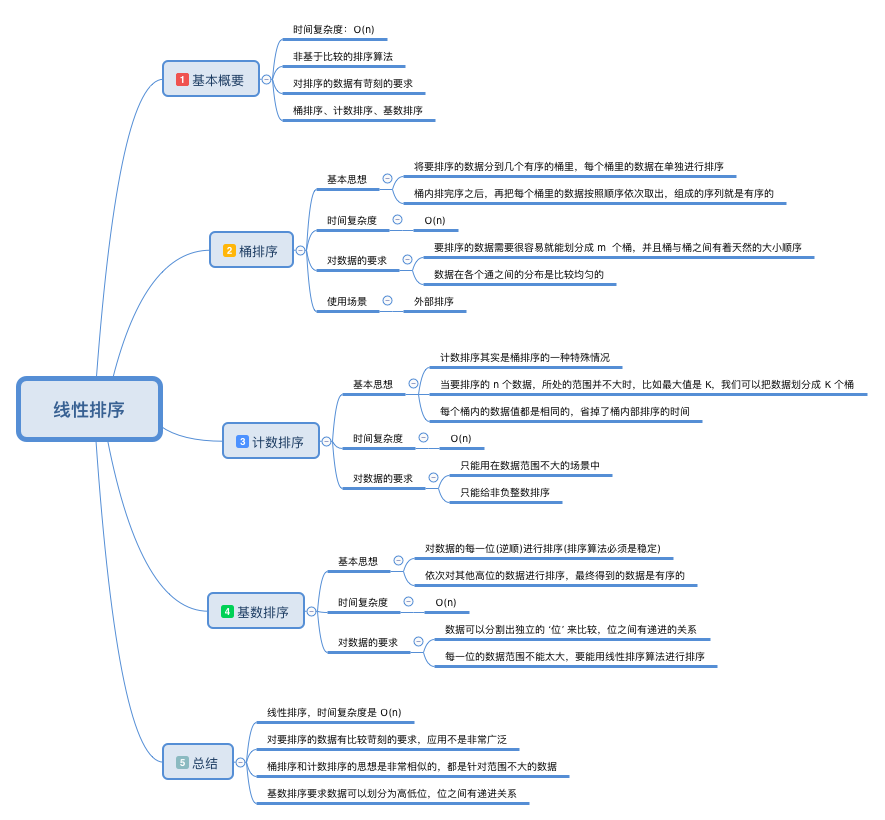 线性排序
1 基本概要
时间复杂度：O(n)
非基于比较的排序算法
对排序的数据有苛刻的要求
桶排序、计数排序、基数排序
2 桶排序
基本思想
将要排序的数据分到几个有序的桶里，每个桶里的数据在单独进行排序
桶内排完序之后，再把每个桶里的数据按照顺序依次取出，组成的序列就是有序的
时间复杂度
O(n)
对数据的要求
要排序的数据需要很容易就能划分成 m 个桶，并且桶与桶之间有着天然的大小顺序
数据在各个通之间的分布是比较均匀的
使用场景
外部排序
3 计数排序
基本思想
计数排序其实是桶排序的一种特殊情况
当要排序的 n 个数据，所处的范围并不大时，比如最大值是 K，我们可以把数据划分成 K 个桶
每个桶内的数据值都是相同的，省掉了桶内部排序的时间
时间复杂度
O(n)
对数据的要求
只能用在数据范围不大的场景中
只能给非负整数排序
4 基数排序
基本思想
对数据的每一位(逆顺)进行排序(排序算法必须是稳定)
依次对其他高位的数据进行排序，最终得到的数据是有序的
时间复杂度
O(n)
对数据的要求
数据可以分割出独立的 ‘位’ 来比较，位之间有递进的关系
每一位的数据范围不能太大，要能用线性排序算法进行排序
5 总结
线性排序，时间复杂度是 O(n)
对要排序的数据有比较苛刻的要求，应用不是非常广泛
桶排序和计数排序的思想是非常相似的，都是针对范围不大的数据
基数排序要求数据可以划分为高低位，位之间有递进关系